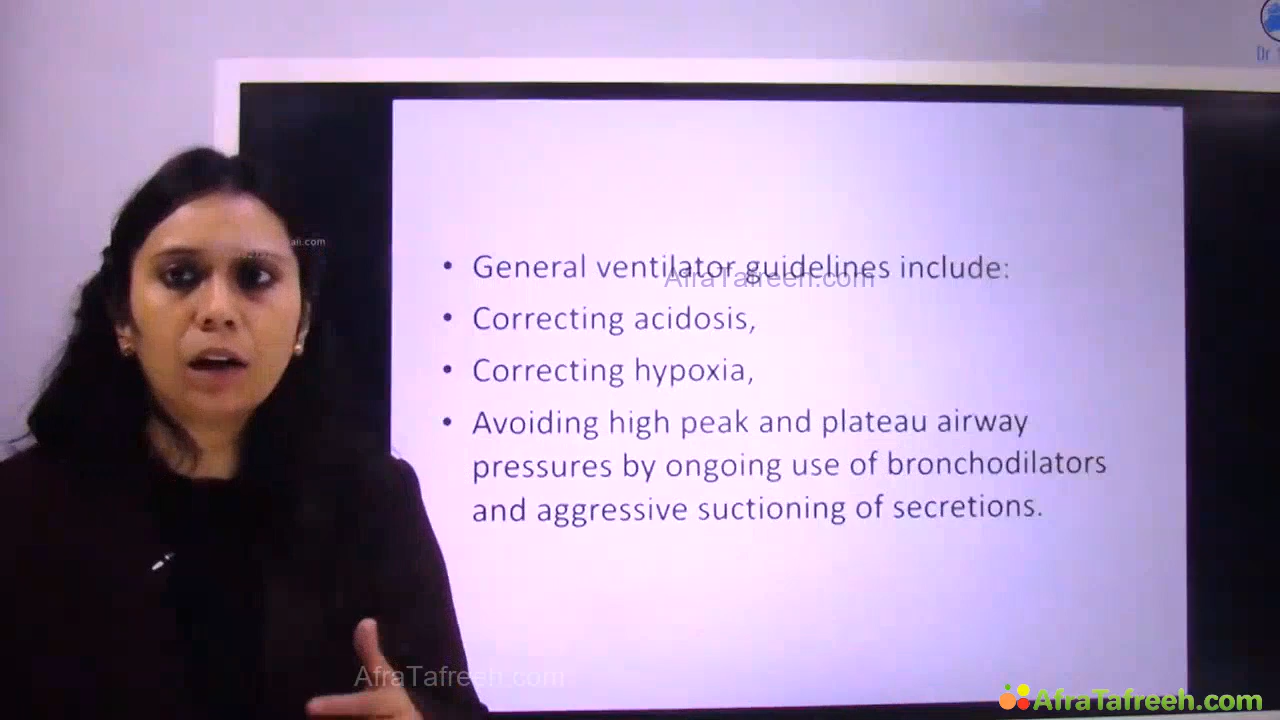 Dr
• General ventilator guidelines include:
AfraTafreeh.com
• Correcting acidosis,
• Correcting hypoxia,
• Avoiding high peak and plateau airway
pressures by ongoing use of bronchodilators
and aggressive suctioning of secretions.
AfraTafreeh.com
AfraTafreeh.com